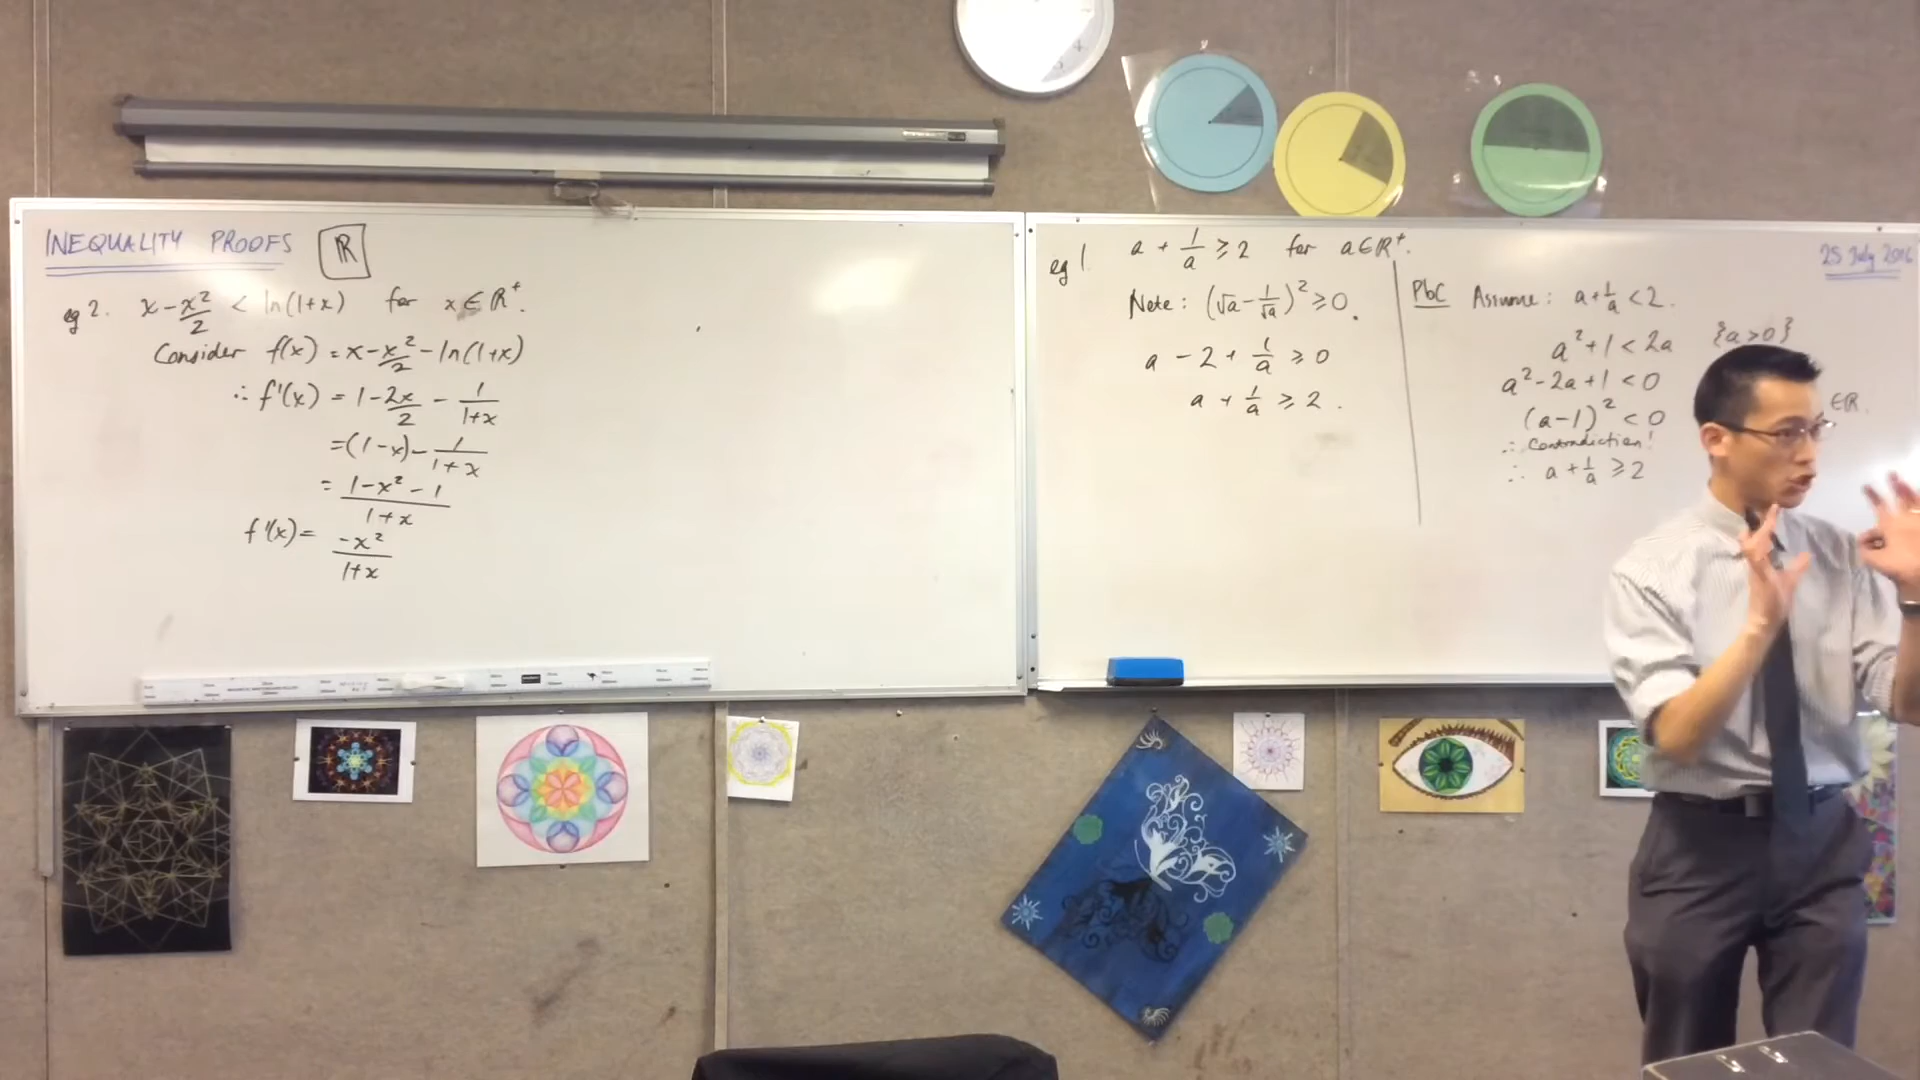 INEQUALITY PROOFS ℝ
eg 2. x - x²/2 < ln(1+x) for x ∈ ℝ⁺.
Consider f(x) = x - x²/2 - ln(1+x)
∴ f'(x) = 1 - 2x/2 - 1/(1+x)
= (1-x) - 1/(1+x)
= (1-x²-1)/(1+x)
f'(x) = -x²/(1+x)
eg 1. a + 1/a ≥ 2 for a ∈ ℝ⁺.
Note: (√a - 1/√a)² ≥ 0.
a - 2 + 1/a ≥ 0
a + 1/a ≥ 2.
25 July 2016
PbC Assume: a + 1/a < 2.
a² + 1 < 2a {a > 0}
a² - 2a + 1 < 0
(a-1)² < 0
∈ ℝ.
∴ Contradiction!
∴ a + 1/a ≥ 2